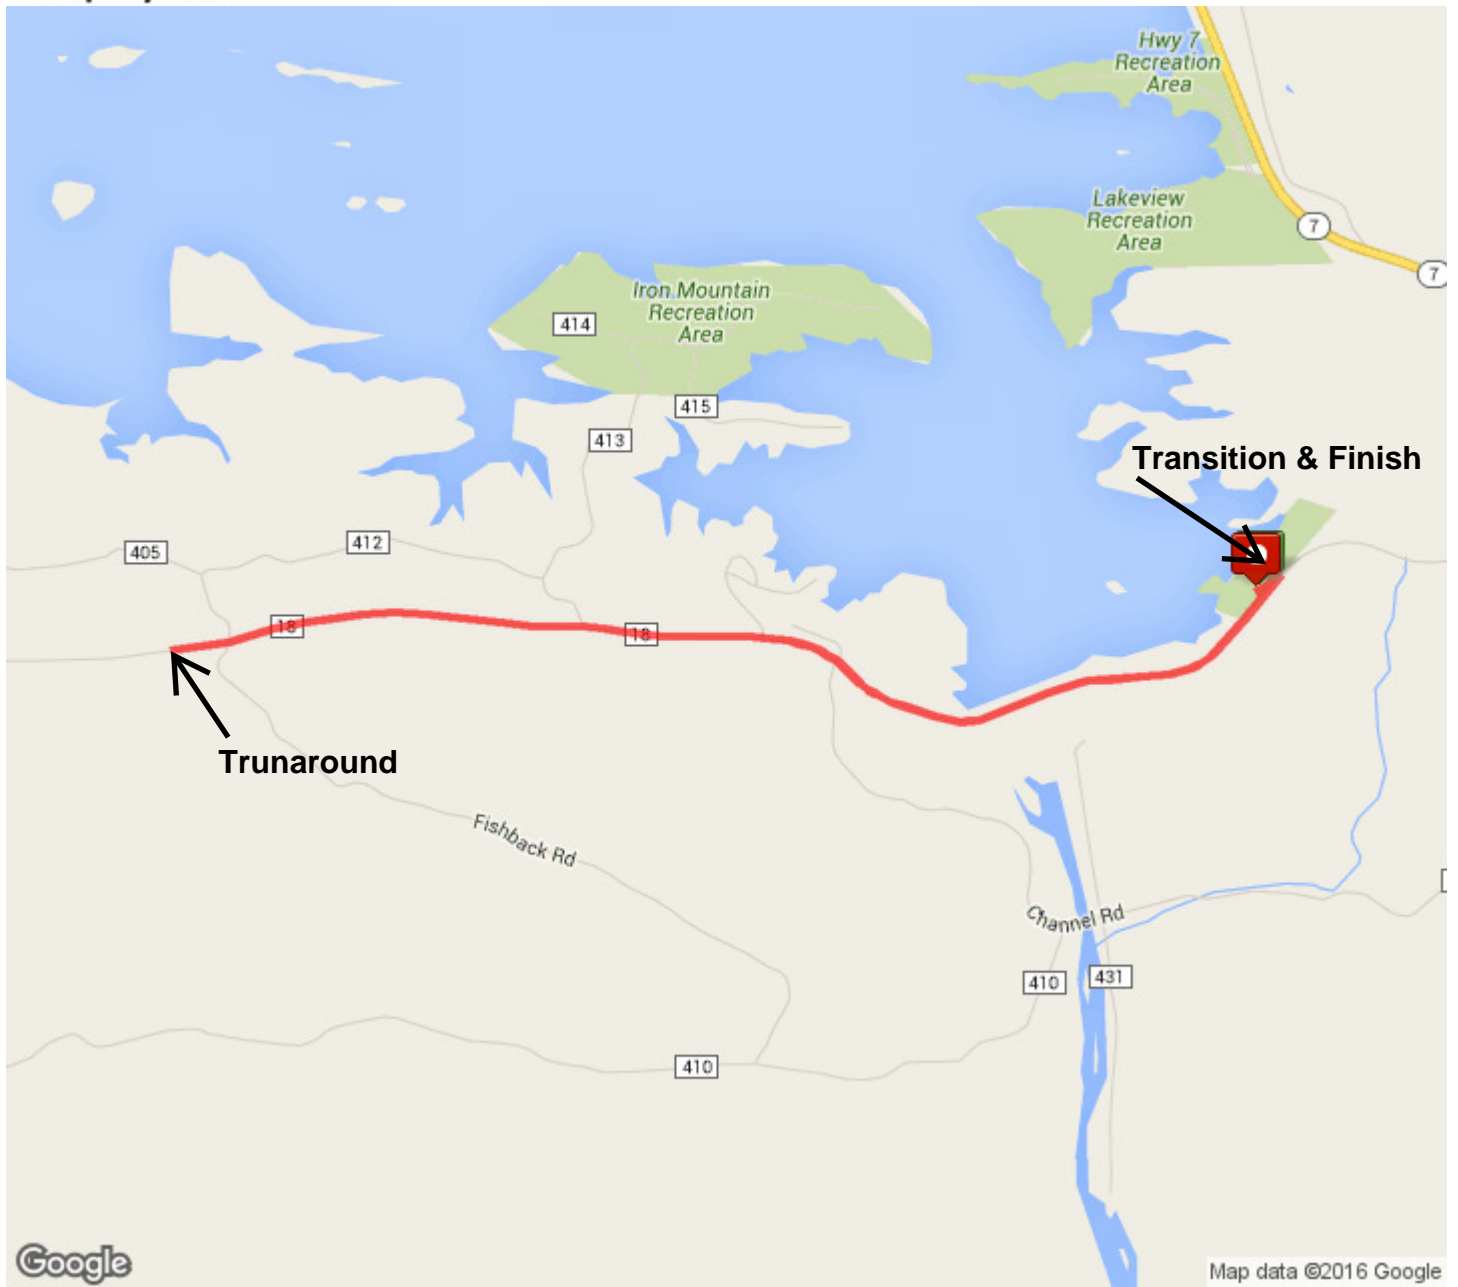 Hwy 7
Recreation
Area
Lakeview
Recreation
Area
7
7
Iron Mountain
Recreation
Area
414
415
413
Transition & Finish
405
412
18
18
Trunaround
Fishback Rd
Channel Rd
410
431
410
Google
Map data ©2016 Google